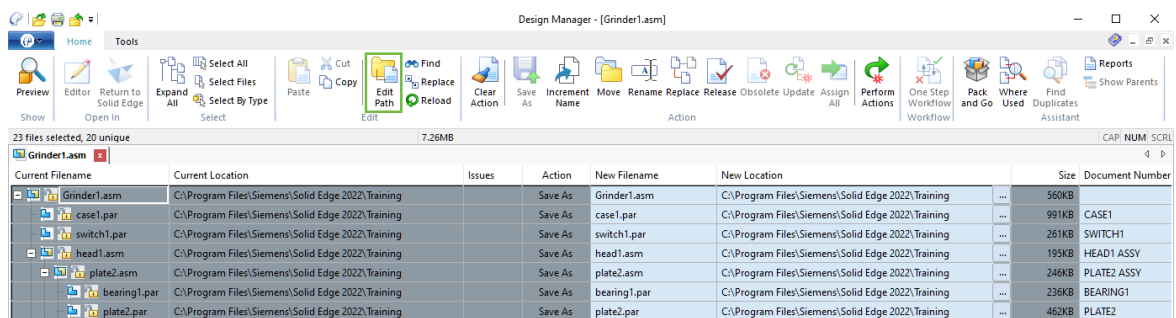 Design Manager - [Grinder1.asm]
Home Tools
Preview
Editor
Return to Solid Edge
Expand All
Select All
Select Files
Select By Type
Paste
Cut
Copy
Edit Path
Find
Replace
Reload
Clear Action
Save As
Increment Name
Move
Rename
Replace
Release
Obsolete
Update
Assign All
Perform Actions
One Step Workflow
Pack and Go
Where Used
Find Duplicates
Reports
Show Parents
Show Open In Select Edit Action Workflow Assistant
23 files selected, 20 unique 7.26MB CAP NUM SCRL
Grinder1.asm
Current Filename Current Location Issues Action New Filename New Location Size Document Number
Grinder1.asm C:\Program Files\Siemens\Solid Edge 2022\Training Save As Grinder1.asm C:\Program Files\Siemens\Solid Edge 2022\Training ... 560KB
case1.par C:\Program Files\Siemens\Solid Edge 2022\Training Save As case1.par C:\Program Files\Siemens\Solid Edge 2022\Training ... 991KB CASE1
switch1.par C:\Program Files\Siemens\Solid Edge 2022\Training Save As switch1.par C:\Program Files\Siemens\Solid Edge 2022\Training ... 261KB SWITCH1
head1.asm C:\Program Files\Siemens\Solid Edge 2022\Training Save As head1.asm C:\Program Files\Siemens\Solid Edge 2022\Training ... 195KB HEAD1 ASSY
plate2.asm C:\Program Files\Siemens\Solid Edge 2022\Training Save As plate2.asm C:\Program Files\Siemens\Solid Edge 2022\Training ... 246KB PLATE2 ASSY
bearing1.par C:\Program Files\Siemens\Solid Edge 2022\Training Save As bearing1.par C:\Program Files\Siemens\Solid Edge 2022\Training ... 236KB BEARING1
plate2.par C:\Program Files\Siemens\Solid Edge 2022\Training Save As plate2.par C:\Program Files\Siemens\Solid Edge 2022\Training ... 462KB PLATE2